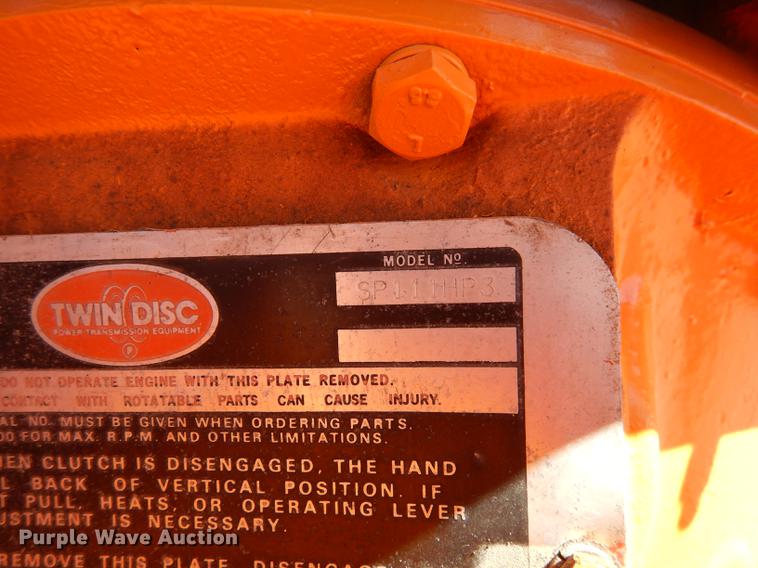 MODEL NO.
SP111HP3
TWIN DISC
POWER TRANSMISSION EQUIPMENT
DO NOT OPERATE ENGINE WITH THIS PLATE REMOVED.
CONTACT WITH ROTATABLE PARTS CAN CAUSE INJURY.
AL NO. MUST BE GIVEN WHEN ORDERING PARTS.
00 FOR MAX. R.P.M. AND OTHER LIMITATIONS.
HEN CLUTCH IS DISENGAGED, THE HAND
L BACK OF VERTICAL POSITION. IF
T PULL, HEATS, OR OPERATING LEVER
USTMENT IS NECESSARY.
REMOVE THIS PLATE, DISENGAG
Purple Wave Auction